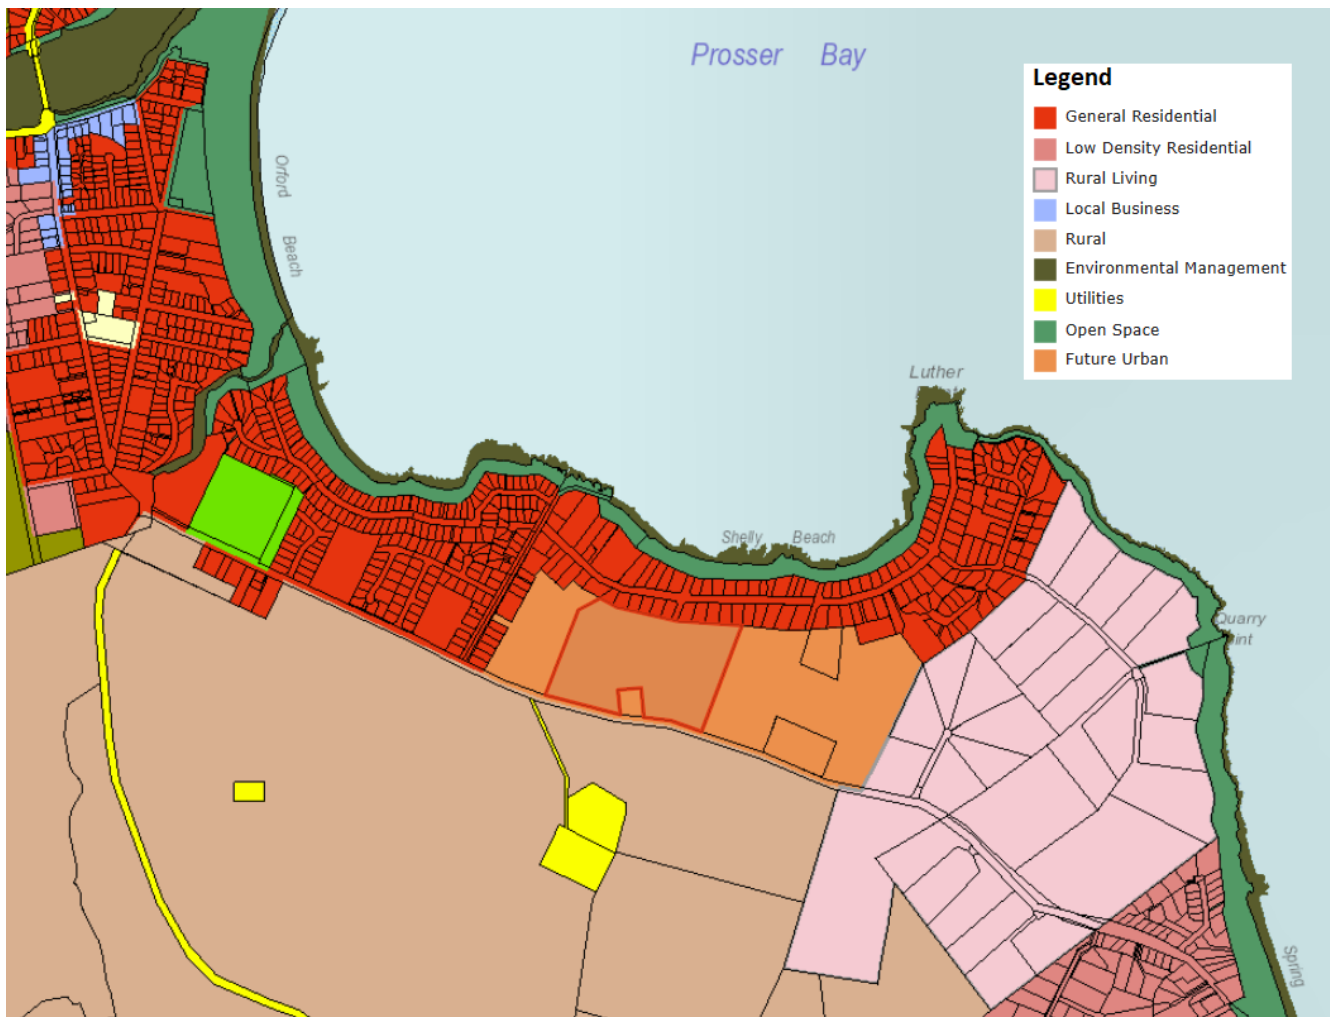 Prosser Bay
Legend
General Residential
Low Density Residential
Rural Living
Local Business
Rural
Environmental Management
Utilities
Open Space
Future Urban
Orford
Beach
Luther
Shelly Beach
Quarry
Spring